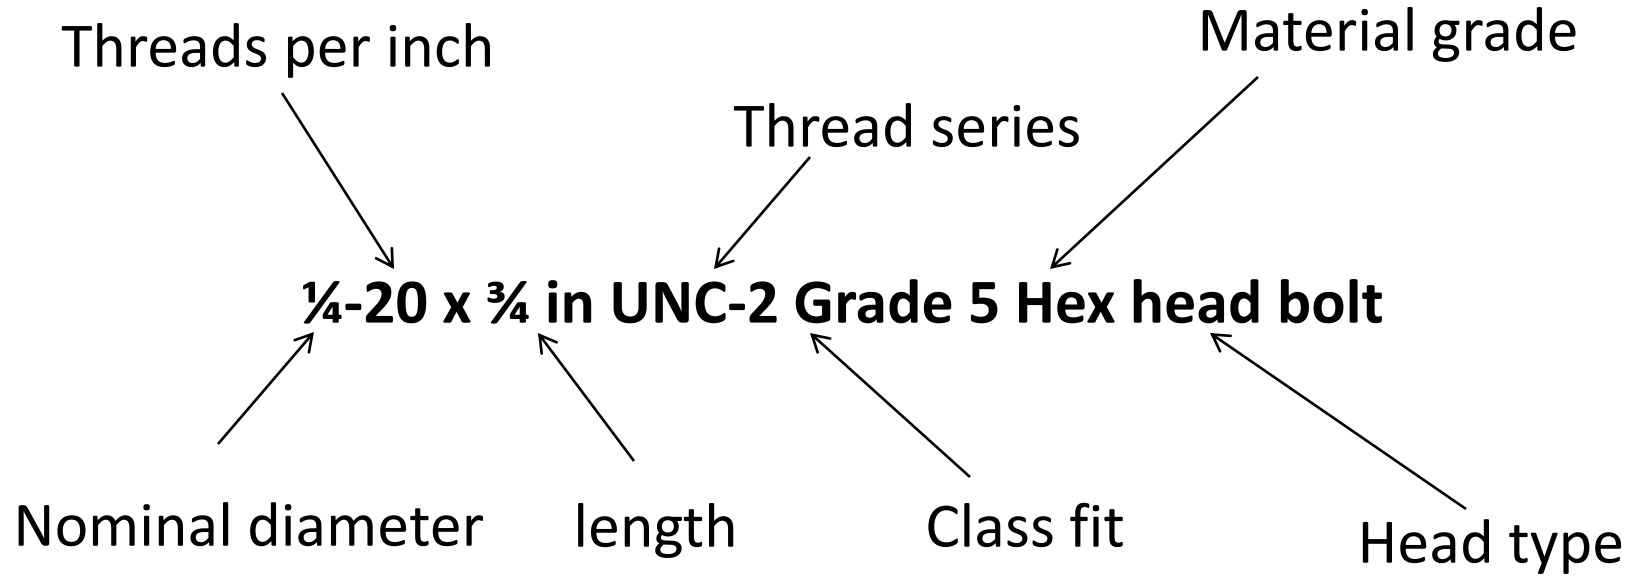 Threads per inch
Material grade
Thread series
¼-20 x ¾ in UNC-2 Grade 5 Hex head bolt
Nominal diameter
length
Class fit
Head type